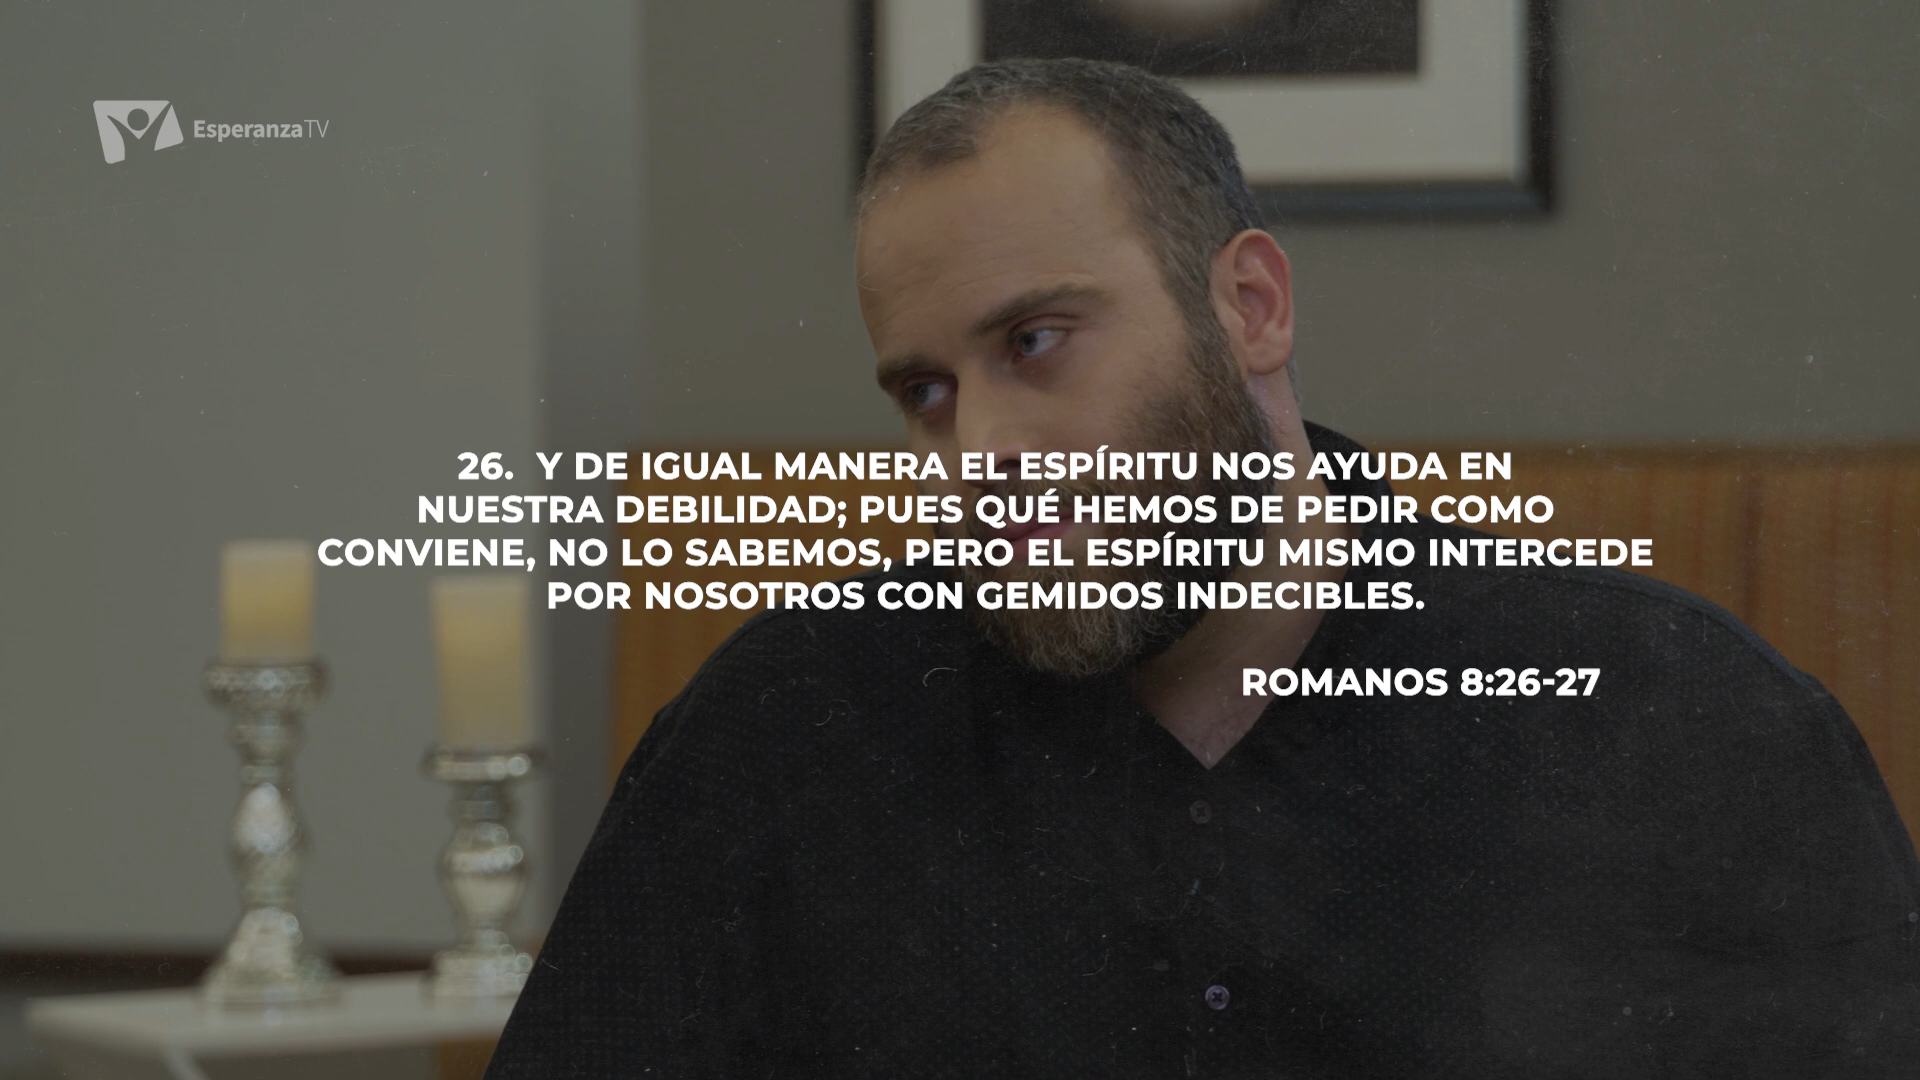 EsperanzaTV
26. Y DE IGUAL MANERA EL ESPÍRITU NOS AYUDA EN
NUESTRA DEBILIDAD; PUES QUÉ HEMOS DE PEDIR COMO
CONVIENE, NO LO SABEMOS, PERO EL ESPÍRITU MISMO INTERCEDE
POR NOSOTROS CON GEMIDOS INDECIBLES.
ROMANOS 8:26-27